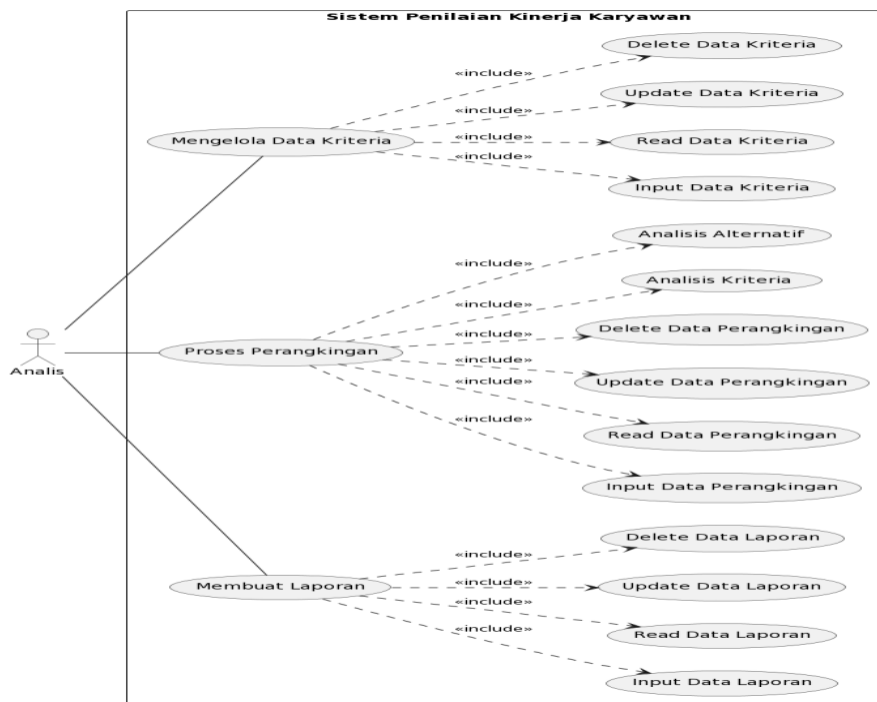 Sistem Penilaian Kinerja Karyawan
Delete Data Kriteria
«include»
Update Data Kriteria
«include»
Mengelola Data Kriteria
«include»
Read Data Kriteria
«include»
Input Data Kriteria
Analisis Alternatif
«include»
Analisis Kriteria
«include»
Delete Data Perangkingan
«include»
Proses Perangkingan
«include»
Analis
Update Data Perangkingan
«include»
«include»
Read Data Perangkingan
Input Data Perangkingan
Delete Data Laporan
«include»
Membuat Laporan
«include»
Update Data Laporan
«include»
Read Data Laporan
«include»
Input Data Laporan